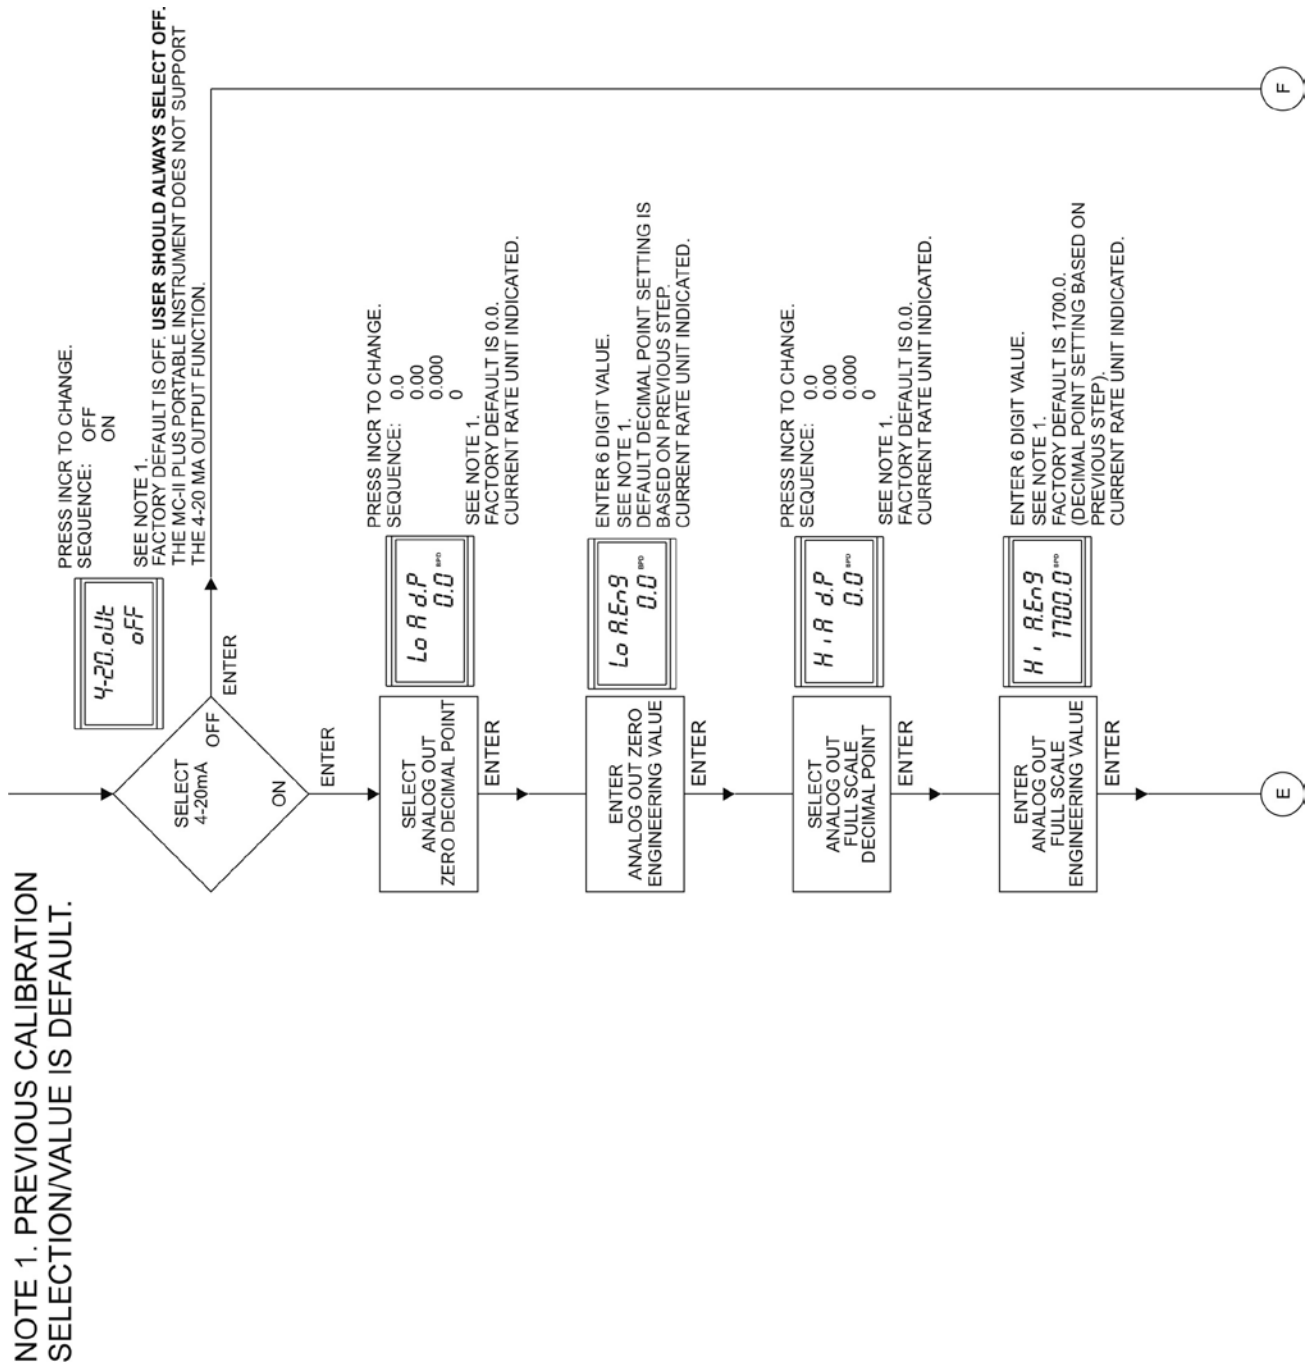 NOTE 1. PREVIOUS CALIBRATION
SELECTION/VALUE IS DEFAULT.
SELECT
4-20mA
OFF
ON
ENTER
ENTER
4-20.oUt
oFF
PRESS INCR TO CHANGE.
SEQUENCE: OFF
ON
SEE NOTE 1.
FACTORY DEFAULT IS OFF. USER SHOULD ALWAYS SELECT OFF.
THE MC-II PLUS PORTABLE INSTRUMENT DOES NOT SUPPORT
THE 4-20 MA OUTPUT FUNCTION.
SELECT
ANALOG OUT
ZERO DECIMAL POINT
ENTER
Lo A d.P
0.0 BPD
PRESS INCR TO CHANGE.
SEQUENCE: 0.0
0.00
0.000
0
SEE NOTE 1.
FACTORY DEFAULT IS 0.0.
CURRENT RATE UNIT INDICATED.
ENTER
ANALOG OUT ZERO
ENGINEERING VALUE
ENTER
Lo A.Eng
0.0 BPD
ENTER 6 DIGIT VALUE.
SEE NOTE 1.
DEFAULT DECIMAL POINT SETTING IS
BASED ON PREVIOUS STEP.
CURRENT RATE UNIT INDICATED.
SELECT
ANALOG OUT
FULL SCALE
DECIMAL POINT
ENTER
Hi A d.P
0.0 BPD
PRESS INCR TO CHANGE.
SEQUENCE: 0.0
0.00
0.000
0
SEE NOTE 1.
FACTORY DEFAULT IS 0.0.
CURRENT RATE UNIT INDICATED.
ENTER
ANALOG OUT
FULL SCALE
ENGINEERING VALUE
ENTER
Hi A.Eng
1700.0 BPD
ENTER 6 DIGIT VALUE.
SEE NOTE 1.
FACTORY DEFAULT IS 1700.0.
(DECIMAL POINT SETTING BASED ON
PREVIOUS STEP).
CURRENT RATE UNIT INDICATED.
E
F